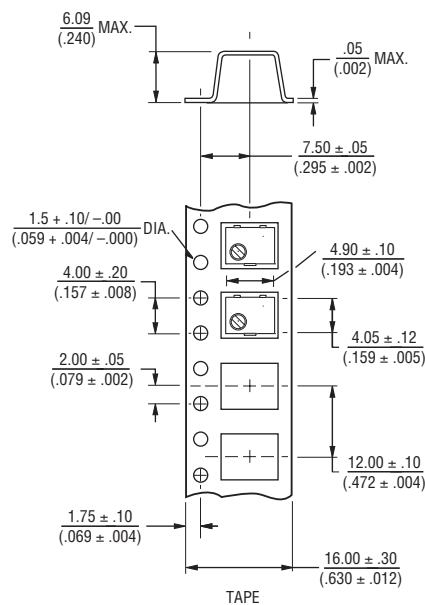 6.09
(.240)
MAX.
.05
(.002)
MAX.
7.50 ± .05
(.295 ± .002)
1.5 + .10/ –.00
(.059 + .004/ –.000)
DIA.
4.90 ± .10
(.193 ± .004)
4.00 ± .20
(.157 ± .008)
4.05 ± .12
(.159 ± .005)
2.00 ± .05
(.079 ± .002)
12.00 ± .10
(.472 ± .004)
1.75 ± .10
(.069 ± .004)
16.00 ± .30
(.630 ± .012)
TAPE